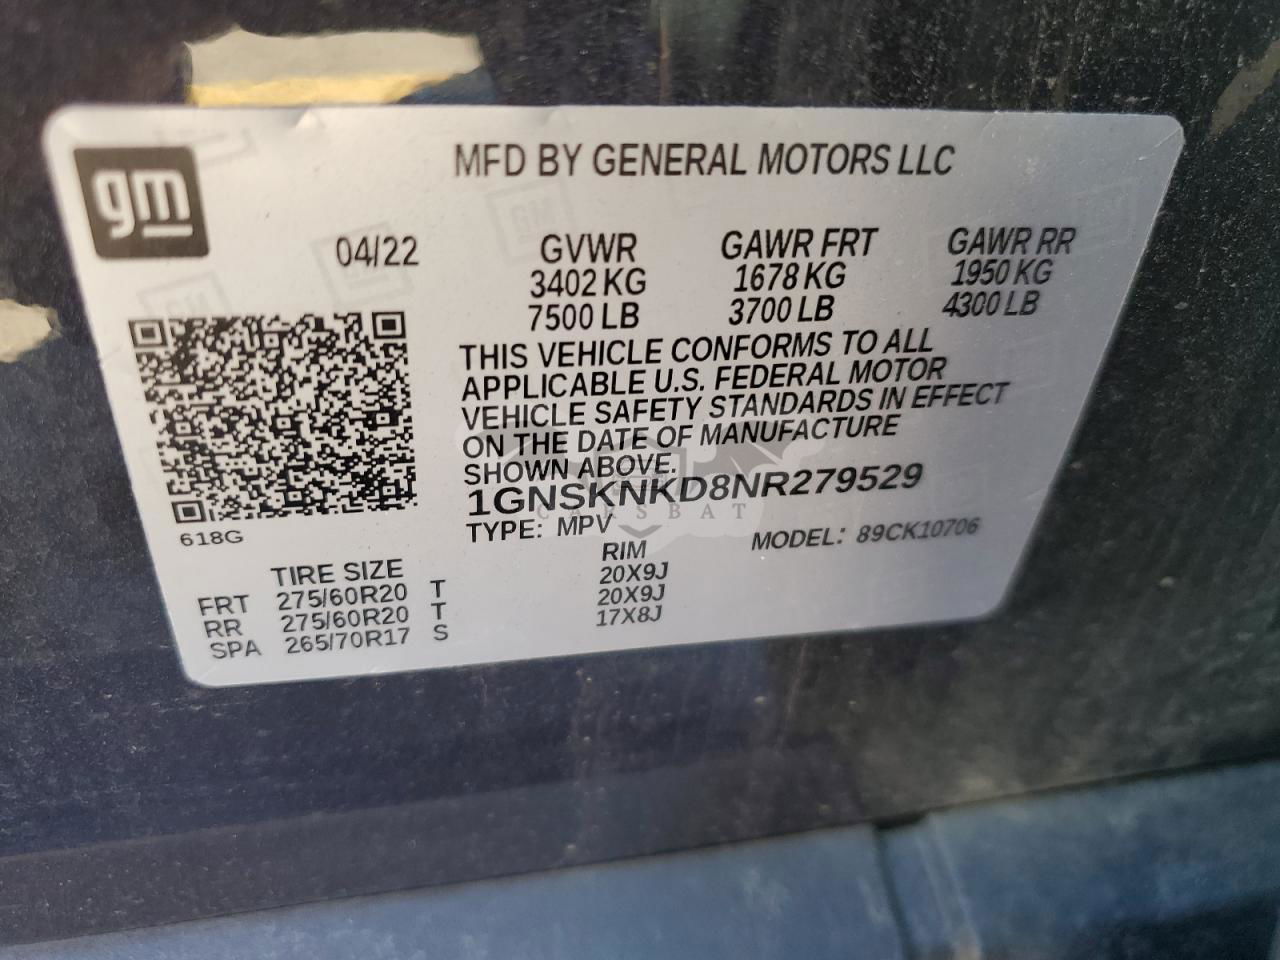 MFD BY GENERAL MOTORS LLC
gm
04/22
GVWR GAWR FRT GAWR RR
3402 KG 1678 KG 1950 KG
7500 LB 3700 LB 4300 LB
THIS VEHICLE CONFORMS TO ALL
APPLICABLE U.S. FEDERAL MOTOR
VEHICLE SAFETY STANDARDS IN EFFECT
ON THE DATE OF MANUFACTURE
SHOWN ABOVE.
1GNSKNKD8NR279529
CARSBAT
TYPE: MPV MODEL: 89CK10706
618G
TIRE SIZE RIM
FRT 275/60R20 T 20X9J
RR 275/60R20 T 20X9J
SPA 265/70R17 S 17X8J